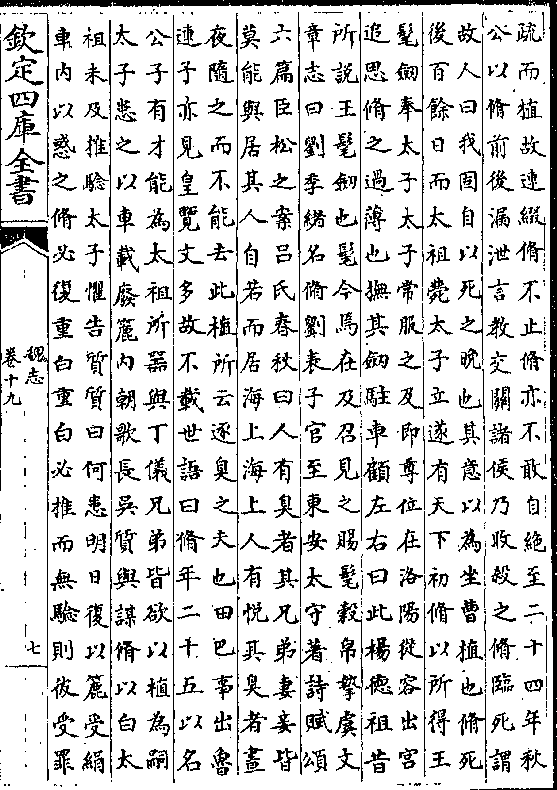 疏而植故連綴脩不止脩亦不敢自絶至二十四年秋
公以脩前後漏泄言教交關諸侯乃收殺之脩臨死謂
故人曰我固自以死之晚也其意以為坐曹植也脩死
後百餘日而太祖薨太子立遂有天下初脩以所得王
髦劒奉太子太子常服之及即尊位在洛陽從容出宫
追思脩之過薄也撫其劒駐車顧左右曰此楊德祖昔
所說王髦劒也髦今焉在及召見之賜髦穀帛摯虞文
章志曰劉季緒名脩劉表子官至東安太守著詩賦頌
六篇臣松之案吕氏春秋曰人有臭者其兄弟妻妾皆
莫能與居其人自若而居海上海上人有悦其臭者晝
夜隨之而不能去此植所云逐臭之夫也田巴事出魯
連子亦見皇覽文多故不載世語曰脩年二十五以名
公子有才能為太祖所器與丁儀兄弟皆欲以植為嗣
太子患之以車載廢簏内朝歌長吳質與謀脩以白太
祖未及推驗太子懼告質質曰何患明日復以簏受絹
車内以惑之脩必復重白重白必推而無驗則彼受罪
欽定四庫全書
魏志
卷十九
七